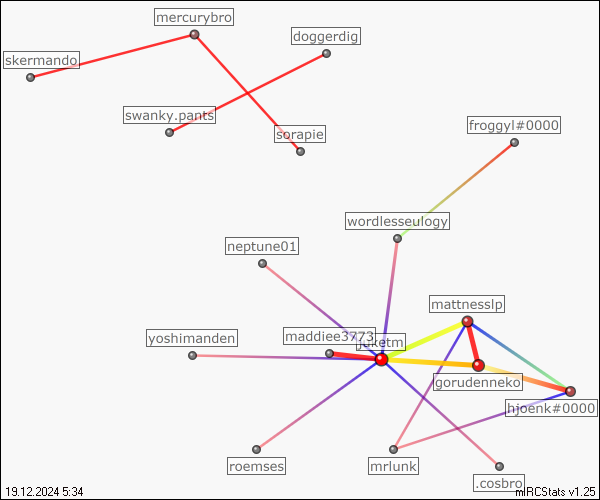 mercurybro
doggerdig
skermando
swanky.pants
sorapie
froggyl#0000
wordlesseulogy
neptune01
mattnesslp
maddiee3773
yoshimanden
gorudenneko
hjoenk#0000
roemses
mrlunk
.cosbro
19.12.2024 5:34
mIRCStats v1.25